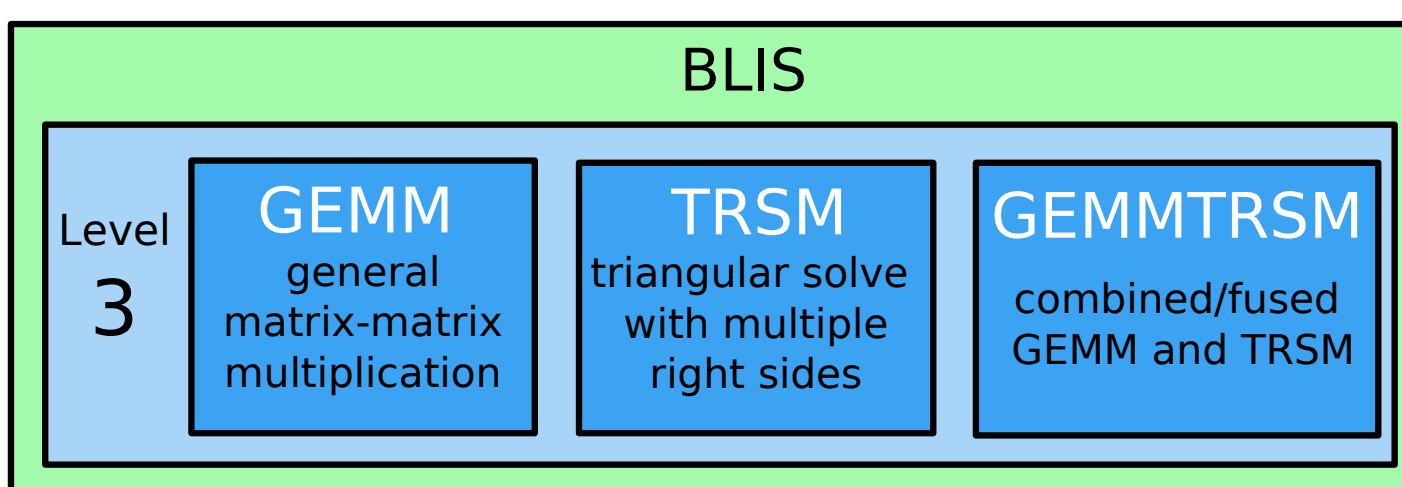 BLIS
Level
3
GEMM
general
matrix-matrix
multiplication
TRSM
triangular solve
with multiple
right sides
GEMMTRSM
combined/fused
GEMM and TRSM